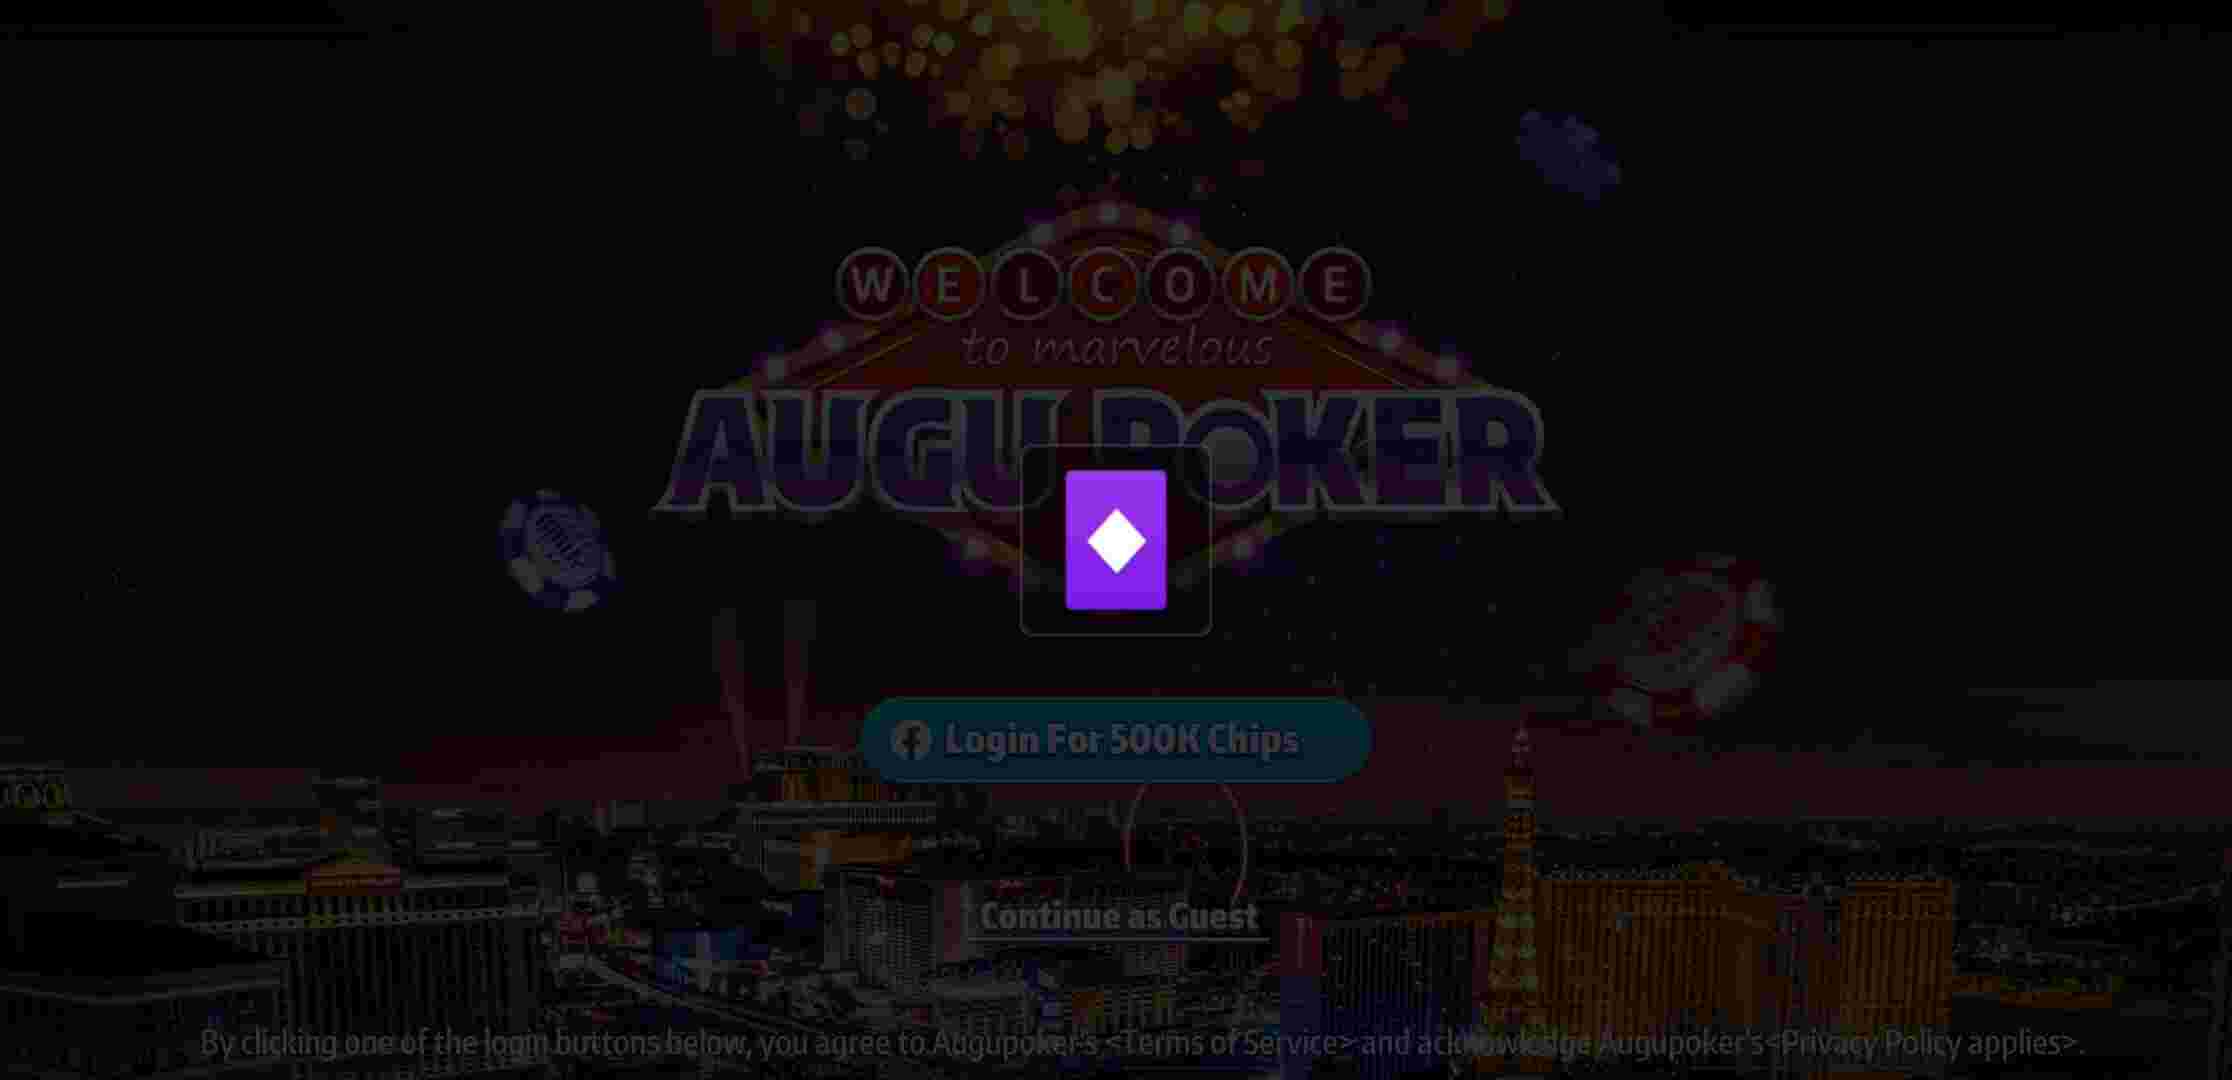 WELCOME
to marvelous
AUGU POKER
Login For 500K Chips
Continue as Guest
By clicking one of the login buttons below, you agree to Augupoker's <Terms of Service> and acknowledge Augupoker's<Privacy Policy applies>.